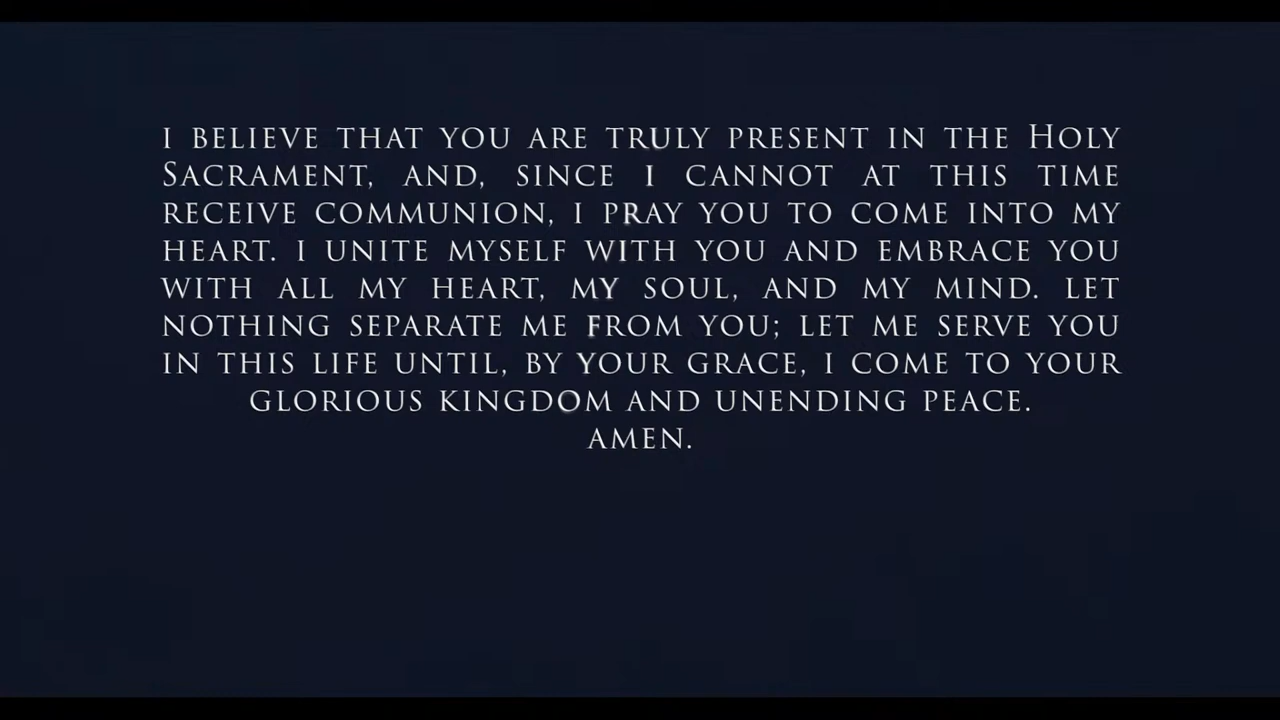 I BELIEVE THAT YOU ARE TRULY PRESENT IN THE HOLY
SACRAMENT, AND, SINCE I CANNOT AT THIS TIME
RECEIVE COMMUNION, I PRAY YOU TO COME INTO MY
HEART. I UNITE MYSELF WITH YOU AND EMBRACE YOU
WITH ALL MY HEART, MY SOUL, AND MY MIND. LET
NOTHING SEPARATE ME FROM YOU; LET ME SERVE YOU
IN THIS LIFE UNTIL, BY YOUR GRACE, I COME TO YOUR
GLORIOUS KINGDOM AND UNENDING PEACE.
AMEN.